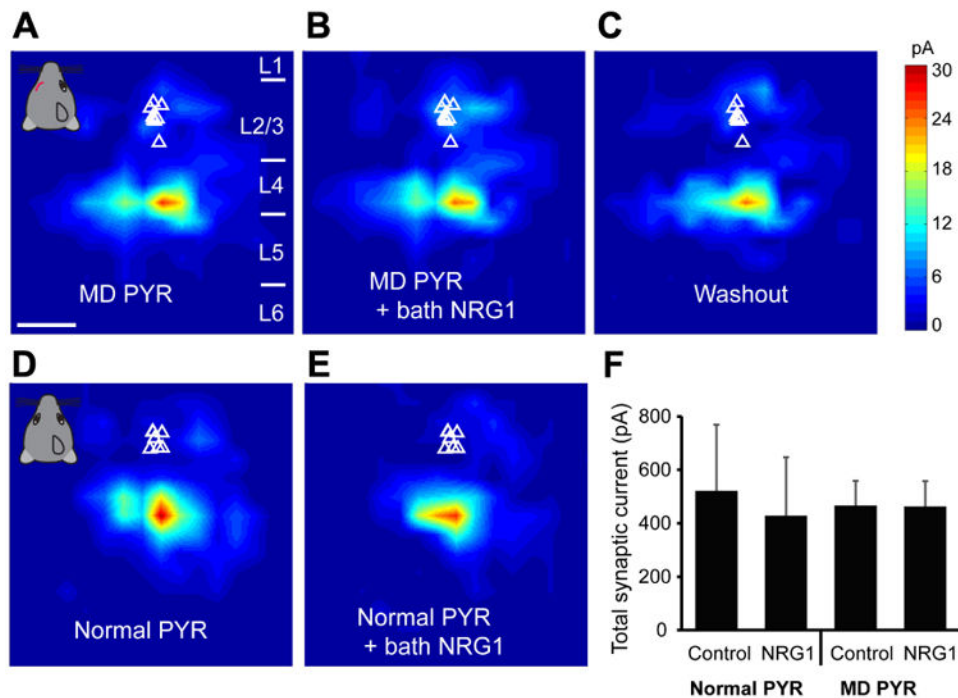 A
B
C
L1
L2/3
L4
L5
L6
MD PYR
MD PYR
+ bath NRG1
Washout
pA
30
24
18
12
6
0
D
E
F
Normal PYR
Normal PYR
+ bath NRG1
Total synaptic current (pA)
800
600
400
200
0
Control NRG1 Control NRG1
Normal PYR MD PYR